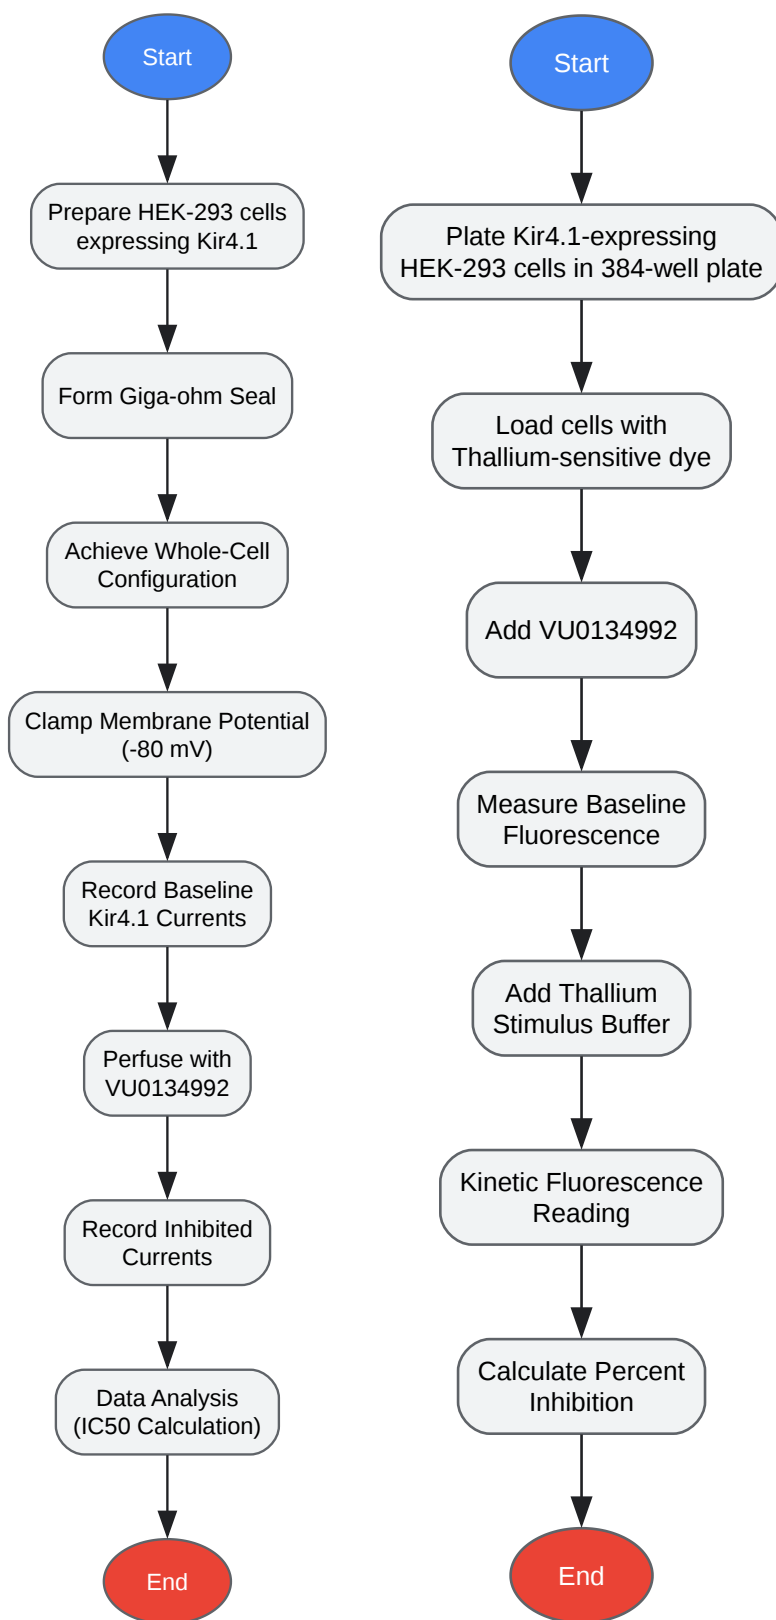 Start
Prepare HEK-293 cells
expressing Kir4.1
Form Giga-ohm Seal
Achieve Whole-Cell
Configuration
Clamp Membrane Potential
(-80 mV)
Record Baseline
Kir4.1 Currents
Perfuse with
VU0134992
Record Inhibited
Currents
Data Analysis
(IC50 Calculation)
End
Start
Plate Kir4.1-expressing
HEK-293 cells in 384-well plate
Load cells with
Thallium-sensitive dye
Add VU0134992
Measure Baseline
Fluorescence
Add Thallium
Stimulus Buffer
Kinetic Fluorescence
Reading
Calculate Percent
Inhibition
End